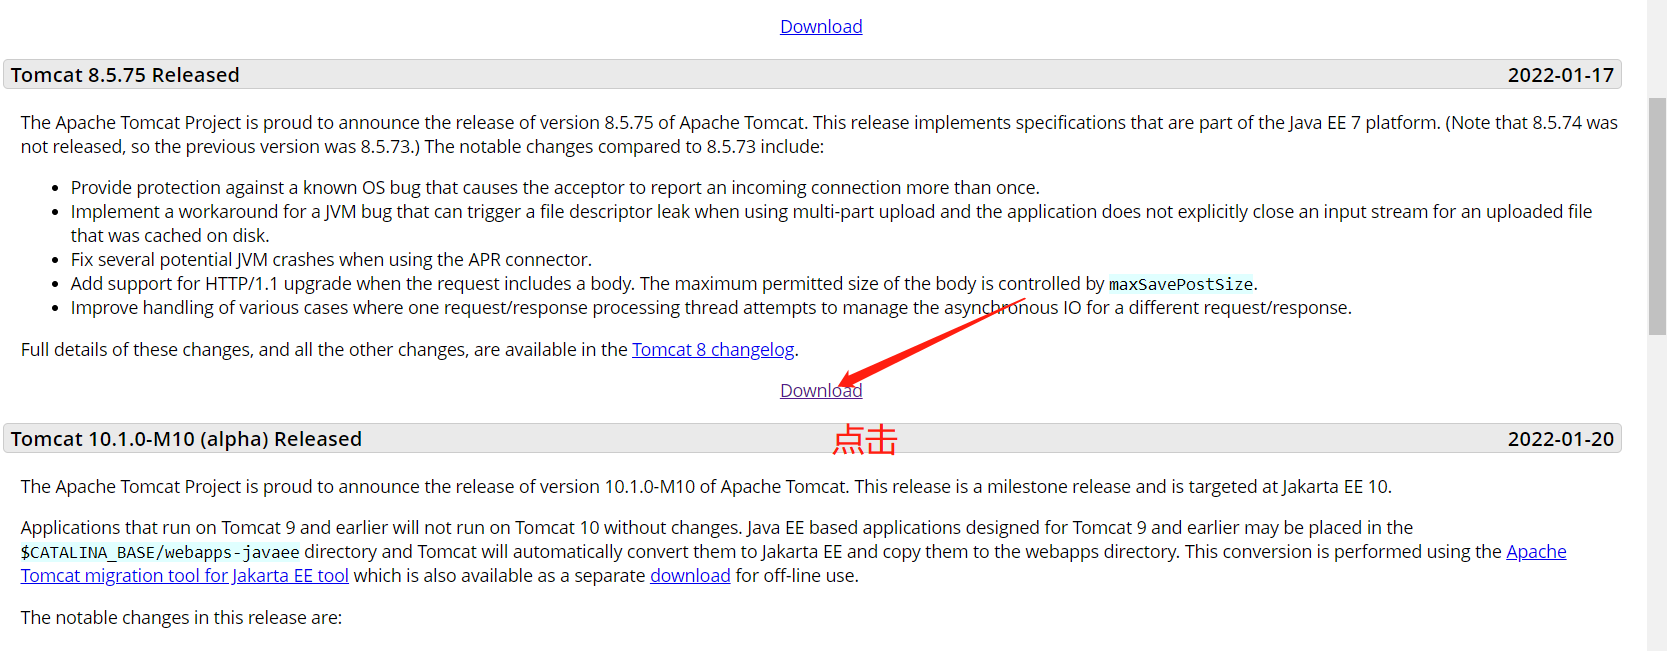 Download
Tomcat 8.5.75 Released 2022-01-17
The Apache Tomcat Project is proud to announce the release of version 8.5.75 of Apache Tomcat. This release implements specifications that are part of the Java EE 7 platform. (Note that 8.5.74 was
not released, so the previous version was 8.5.73.) The notable changes compared to 8.5.73 include:
• Provide protection against a known OS bug that causes the acceptor to report an incoming connection more than once.
• Implement a workaround for a JVM bug that can trigger a file descriptor leak when using multi-part upload and the application does not explicitly close an input stream for an uploaded file
that was cached on disk.
• Fix several potential JVM crashes when using the APR connector.
• Add support for HTTP/1.1 upgrade when the request includes a body. The maximum permitted size of the body is controlled by maxSavePostSize.
• Improve handling of various cases where one request/response processing thread attempts to manage the asynchronous IO for a different request/response.
Full details of these changes, and all the other changes, are available in the Tomcat 8 changelog.
Download
点击
Tomcat 10.1.0-M10 (alpha) Released 2022-01-20
The Apache Tomcat Project is proud to announce the release of version 10.1.0-M10 of Apache Tomcat. This release is a milestone release and is targeted at Jakarta EE 10.
Applications that run on Tomcat 9 and earlier will not run on Tomcat 10 without changes. Java EE based applications designed for Tomcat 9 and earlier may be placed in the
$CATALINA_BASE/webapps-javaee directory and Tomcat will automatically convert them to Jakarta EE and copy them to the webapps directory. This conversion is performed using the Apache
Tomcat migration tool for Jakarta EE tool which is also available as a separate download for off-line use.
The notable changes in this release are: